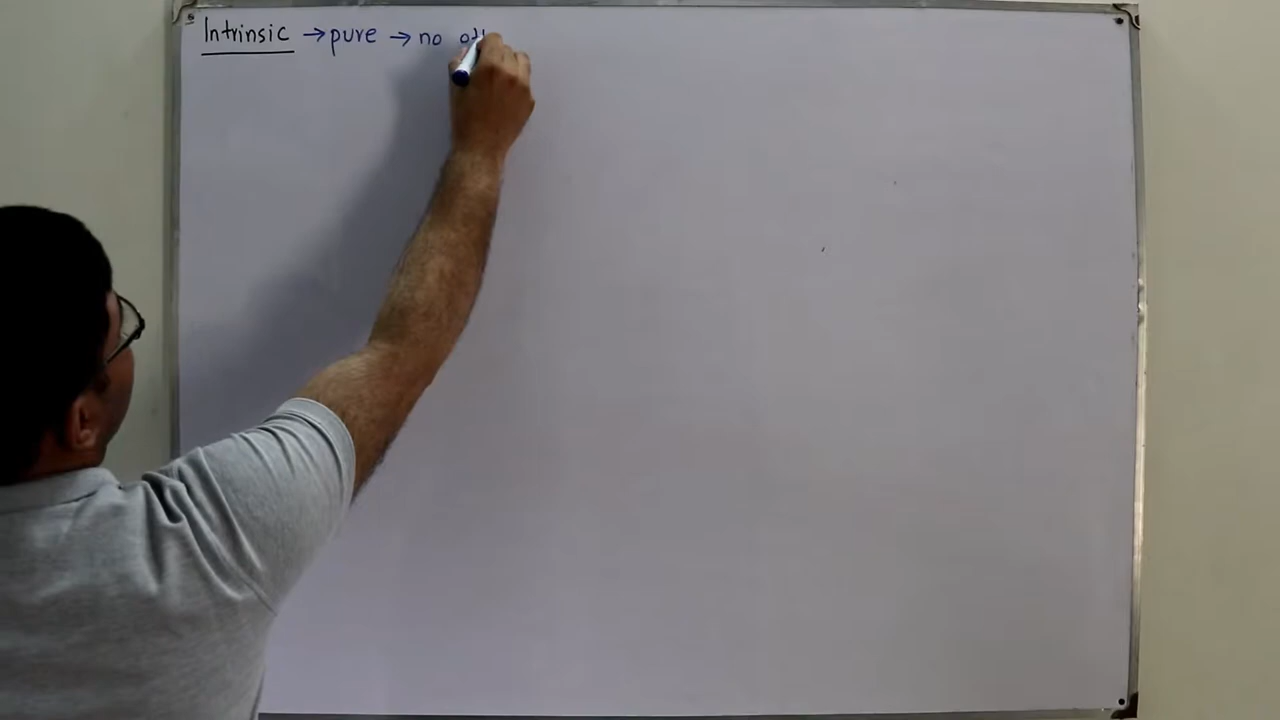 Intrinsic → pure → no